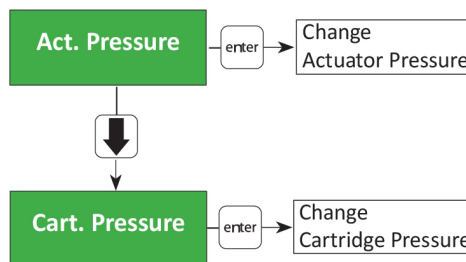 Act. Pressure
enter
Change
Actuator Pressure
Cart. Pressure
enter
Change
Cartridge Pressure